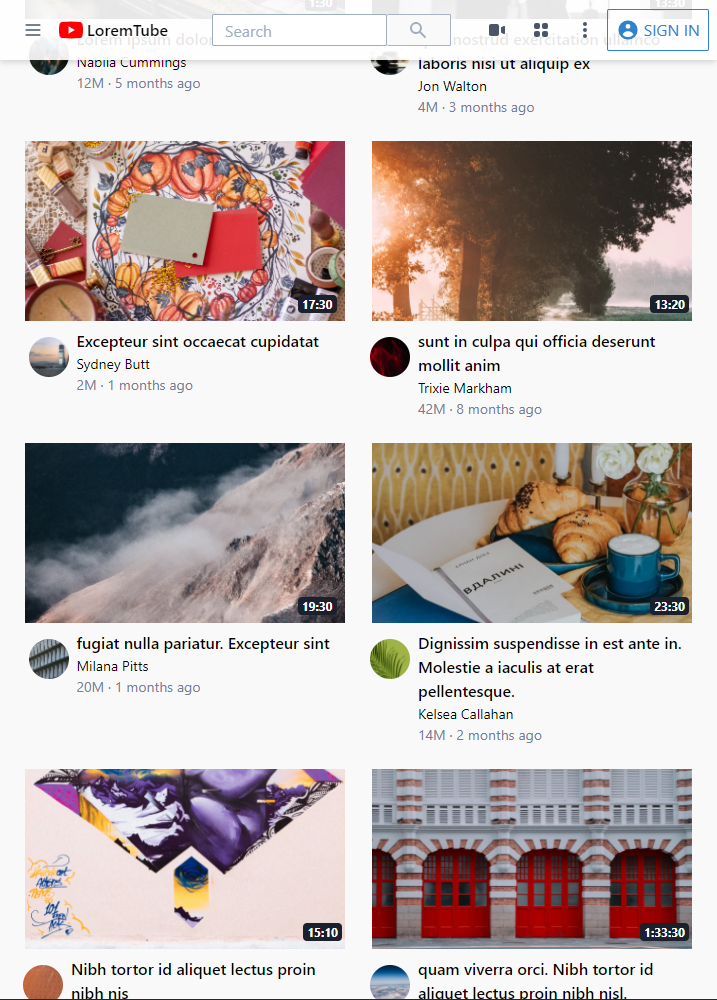 1:30
13:30
LoremTube
Search
SIGN IN
Lorem ipsum dolor
nostrud exercitation ullamco
laboris nisi ut aliquip ex
Nabila Cummings
12M · 5 months ago
Jon Walton
4M · 3 months ago
17:30
13:20
Excepteur sint occaecat cupidatat
Sydney Butt
2M · 1 months ago
sunt in culpa qui officia deserunt
mollit anim
Trixie Markham
42M · 8 months ago
19:30
ВДАЛИНІ
23:30
fugiat nulla pariatur. Excepteur sint
Milana Pitts
20M · 1 months ago
Dignissim suspendisse in est ante in.
Molestie a iaculis at erat
pellentesque.
Kelsea Callahan
14M · 2 months ago
15:10
1:33:30
Nibh tortor id aliquet lectus proin
nibh nis
quam viverra orci. Nibh tortor id
aliquet lectus proin nibh nisl.